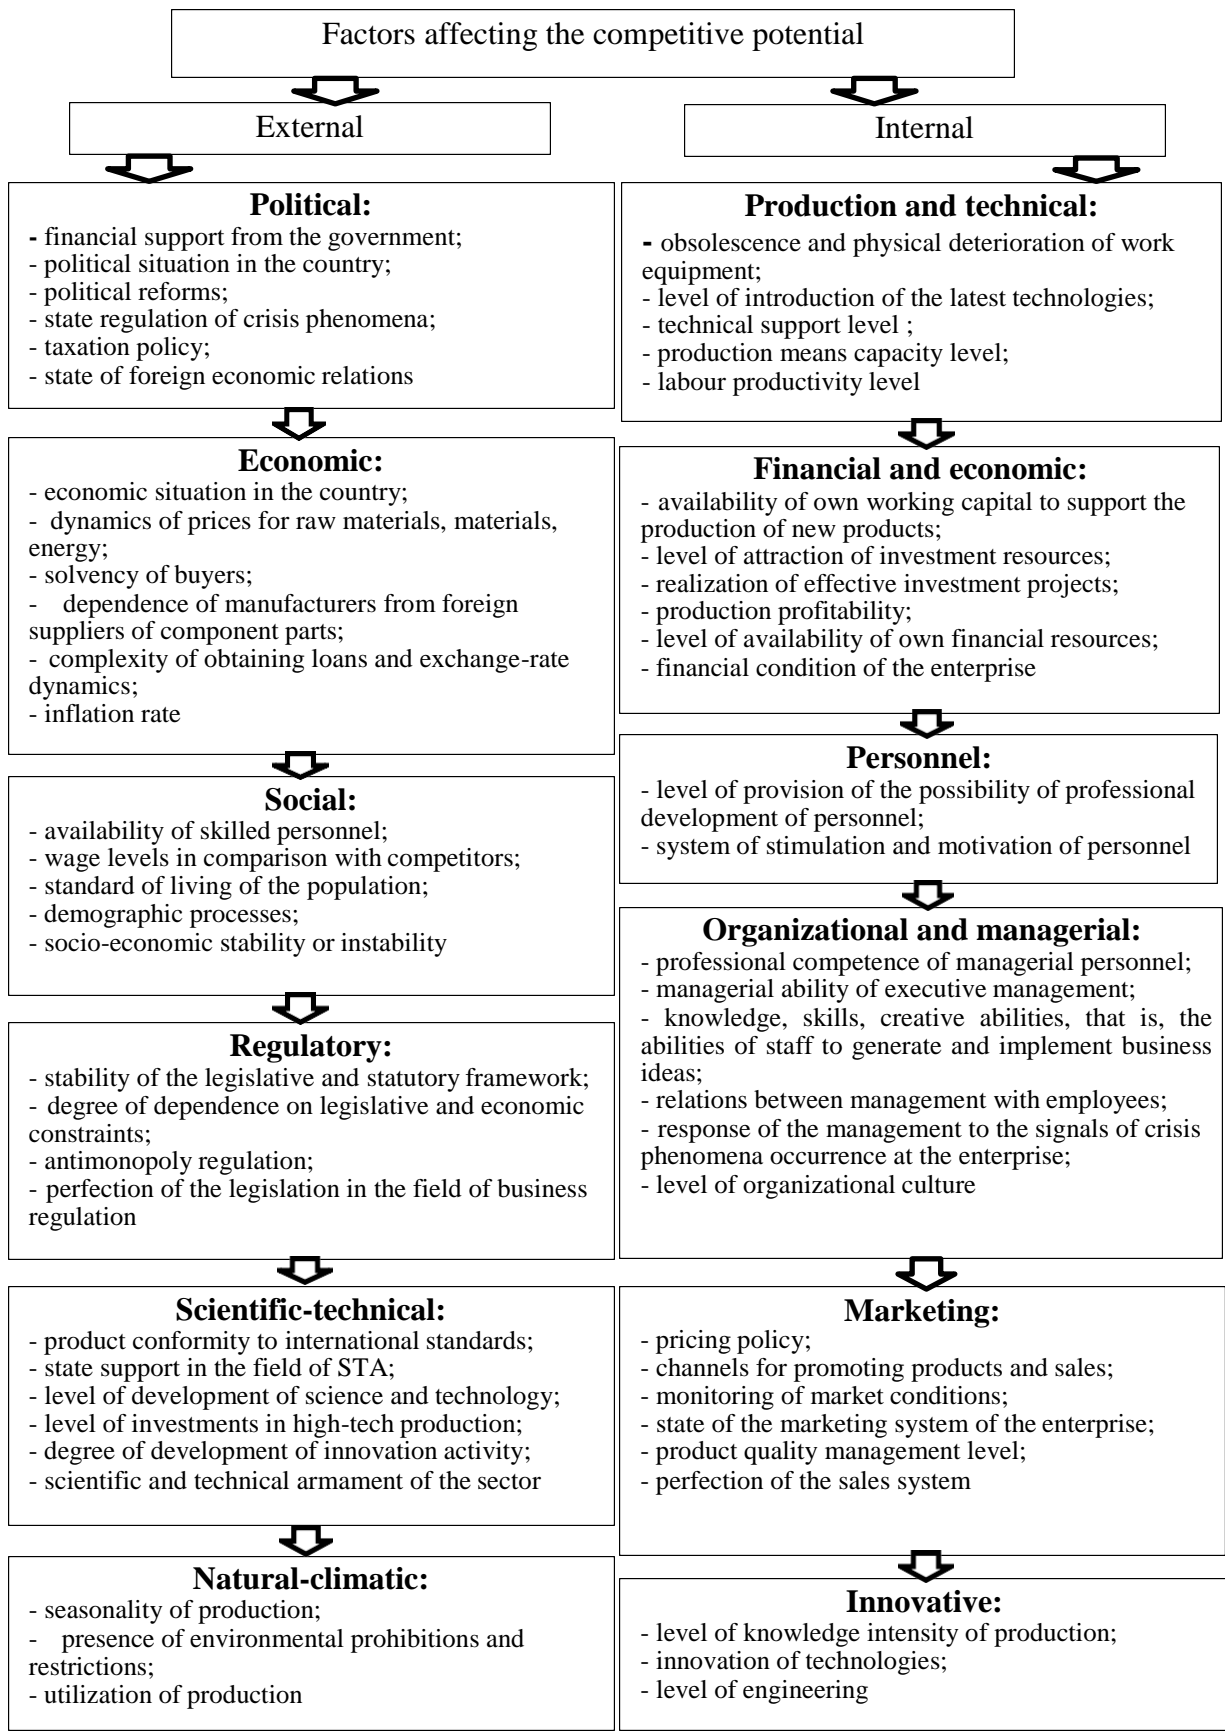 Factors affecting the competitive potential
External
Internal
Political:
- financial support from the government;
- political situation in the country;
- political reforms;
- state regulation of crisis phenomena;
- taxation policy;
- state of foreign economic relations
Economic:
- economic situation in the country;
- dynamics of prices for raw materials, materials,
energy;
- solvency of buyers;
- dependence of manufacturers from foreign
suppliers of component parts;
- complexity of obtaining loans and exchange-rate
dynamics;
- inflation rate
Social:
- availability of skilled personnel;
- wage levels in comparison with competitors;
- standard of living of the population;
- demographic processes;
- socio-economic stability or instability
Regulatory:
- stability of the legislative and statutory framework;
- degree of dependence on legislative and economic
constraints;
- antimonopoly regulation;
- perfection of the legislation in the field of business
regulation
Scientific-technical:
- product conformity to international standards;
- state support in the field of STA;
- level of development of science and technology;
- level of investments in high-tech production;
- degree of development of innovation activity;
- scientific and technical armament of the sector
Natural-climatic:
- seasonality of production;
- presence of environmental prohibitions and
restrictions;
- utilization of production
Production and technical:
- obsolescence and physical deterioration of work
equipment;
- level of introduction of the latest technologies;
- technical support level ;
- production means capacity level;
- labour productivity level
Financial and economic:
- availability of own working capital to support the
production of new products;
- level of attraction of investment resources;
- realization of effective investment projects;
- production profitability;
- level of availability of own financial resources;
- financial condition of the enterprise
Personnel:
- level of provision of the possibility of professional
development of personnel;
- system of stimulation and motivation of personnel
Organizational and managerial:
- professional competence of managerial personnel;
- managerial ability of executive management;
- knowledge, skills, creative abilities, that is, the
abilities of staff to generate and implement business
ideas;
- relations between management with employees;
- response of the management to the signals of crisis
phenomena occurrence at the enterprise;
- level of organizational culture
Marketing:
- pricing policy;
- channels for promoting products and sales;
- monitoring of market conditions;
- state of the marketing system of the enterprise;
- product quality management level;
- perfection of the sales system
Innovative:
- level of knowledge intensity of production;
- innovation of technologies;
- level of engineering